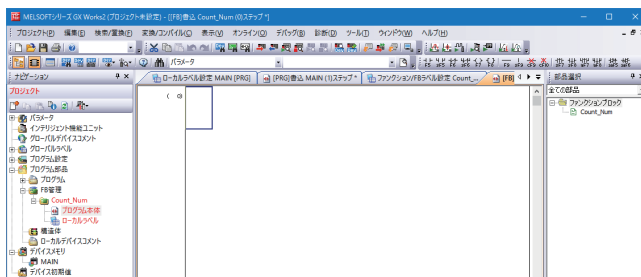 MELSOFTシリーズ GX Works2 (プロジェクト未設定) - [[FB]書込 Count_Num (0)ステップ *]
プロジェクト(P) 編集(E) 検索/置換(F) 変換/コンパイル(C) 表示(V) オンライン(O) デバッグ(B) 診断(D) ツール(T) ウィンドウ(W) ヘルプ(H)
パラメータ
ナビゲーション
ローカルラベル設定 MAIN [PRG]
[PRG]書込 MAIN (1)ステップ *
ファンクション/FBラベル設定 Count_...
[FB]
部品選択
プロジェクト
全ての部品
( 0
パラメータ
インテリジェント機能ユニット
グローバルデバイスコメント
グローバルラベル
プログラム設定
プログラム部品
プログラム
FB管理
Count_Num
プログラム本体
ローカルラベル
構造体
ローカルデバイスコメント
デバイスメモリ
MAIN
デバイス初期値
ファンクションブロック
Count_Num